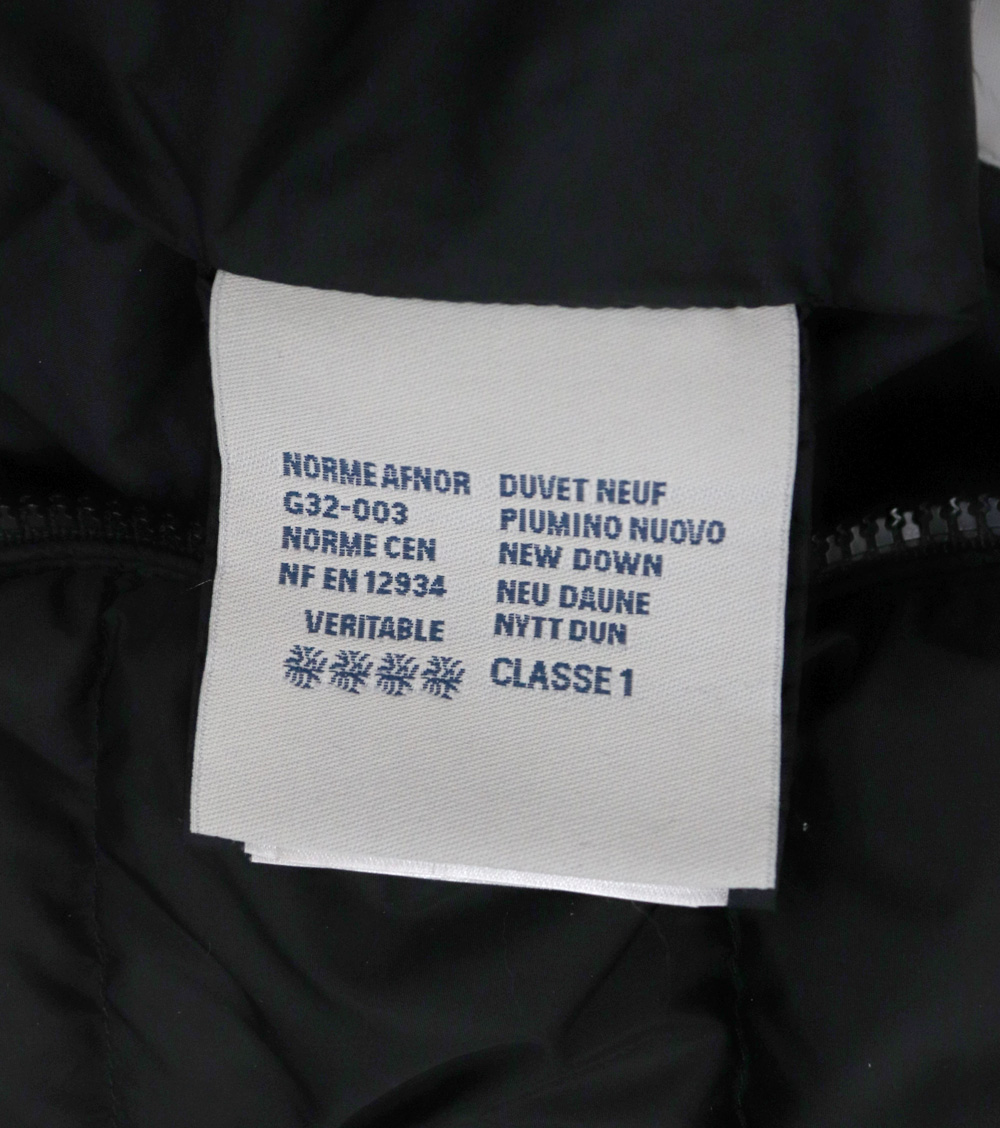 NORME AFNOR
G32-003
NORME CEN
NF EN 12934
VERITABLE
DUVET NEUF
PIUMINO NUOVO
NEW DOWN
NEU DAUNE
NYTT DUN
CLASSE 1